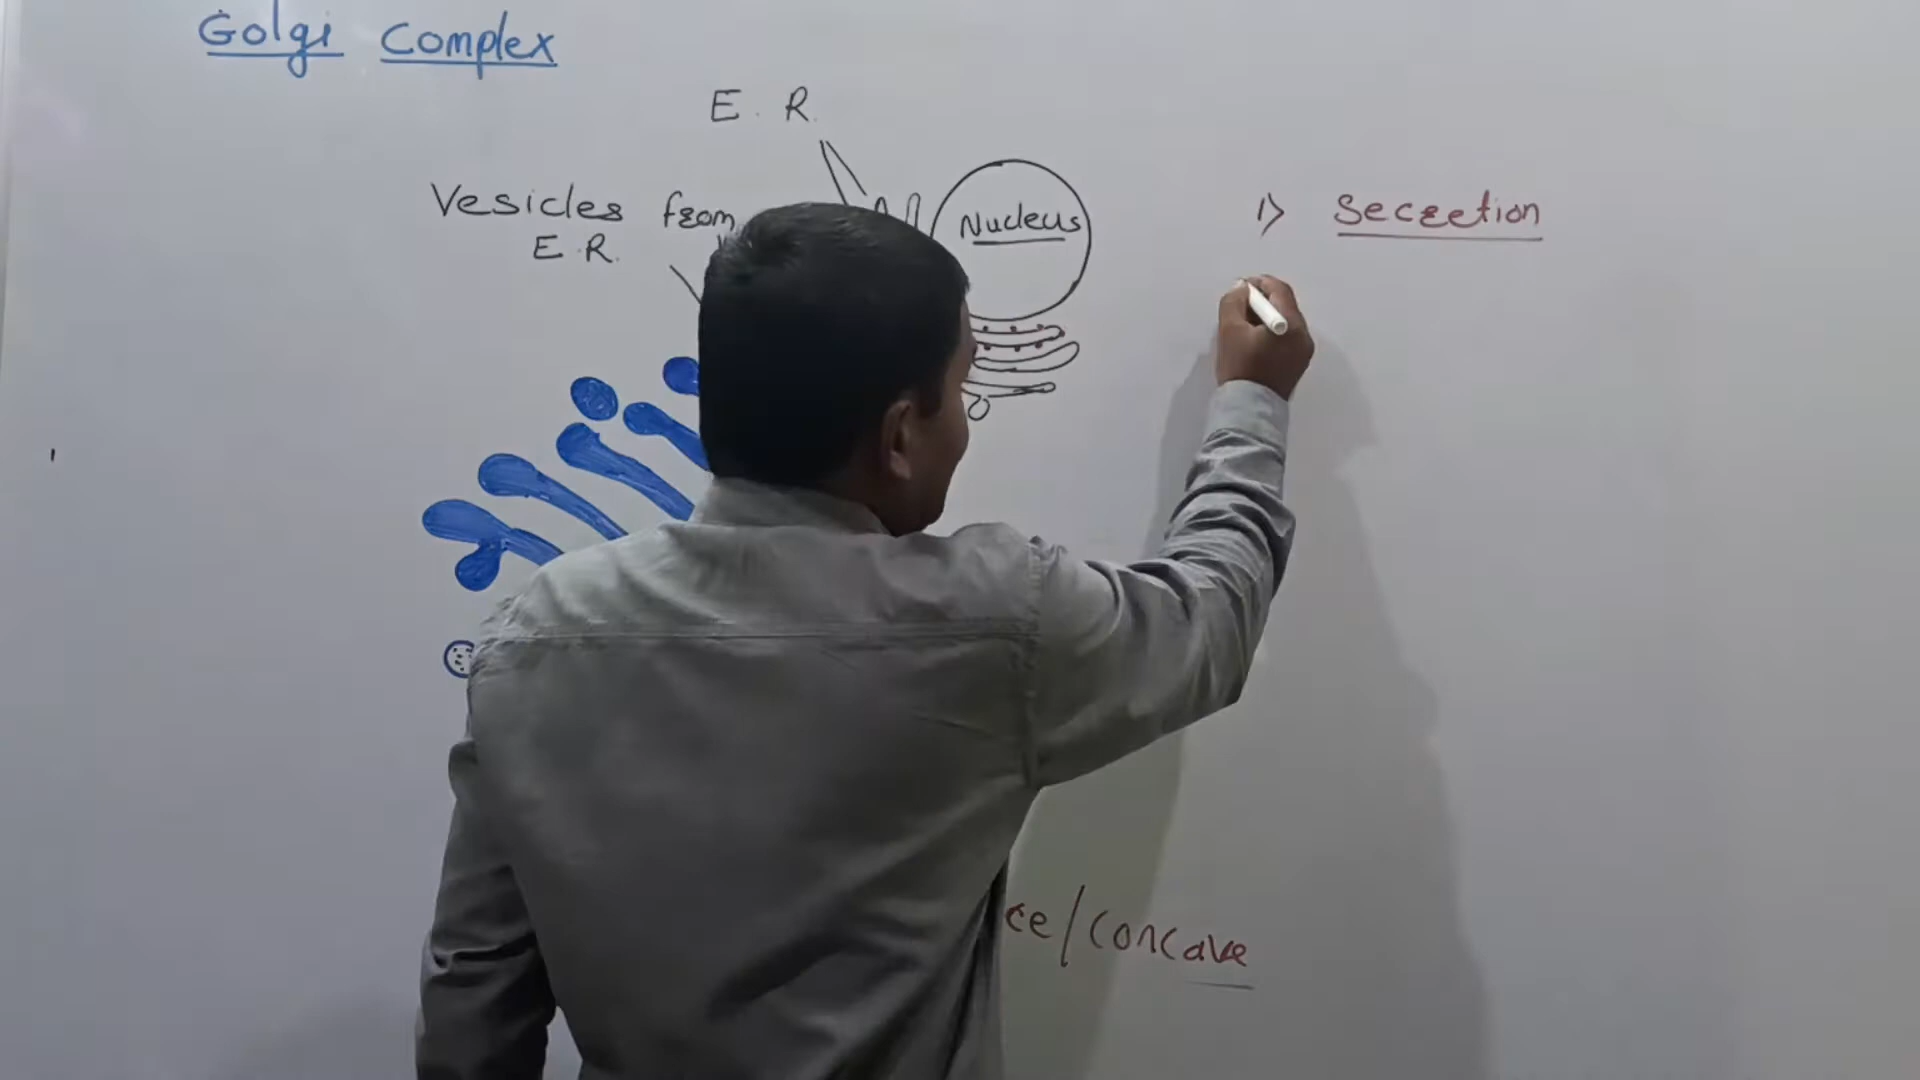 Golgi Complex
E. R.
Vesicles from
E.R.
Nucleus
1> Secretion
ce/concave